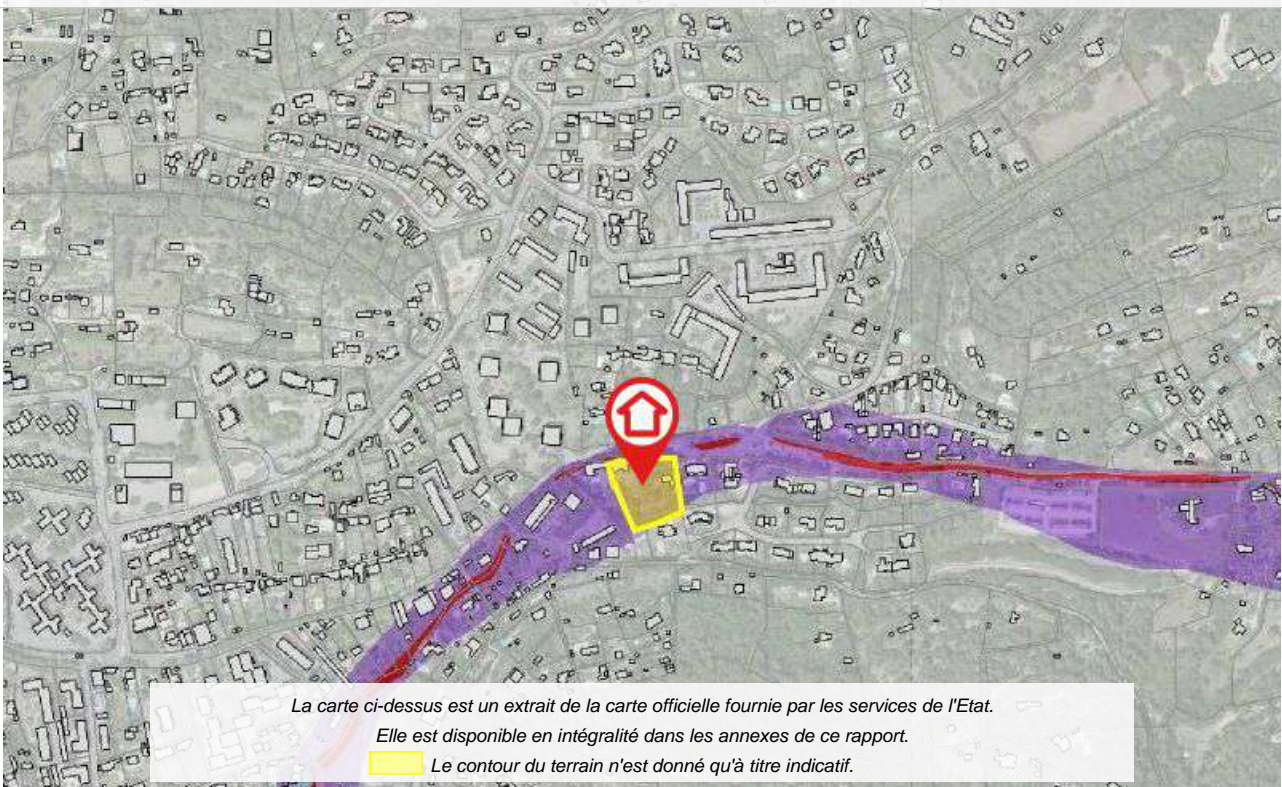 La carte ci-dessus est un extrait de la carte officielle fournie par les services de l'Etat.
Elle est disponible en intégralité dans les annexes de ce rapport.
Le contour du terrain n'est donné qu'à titre indicatif.